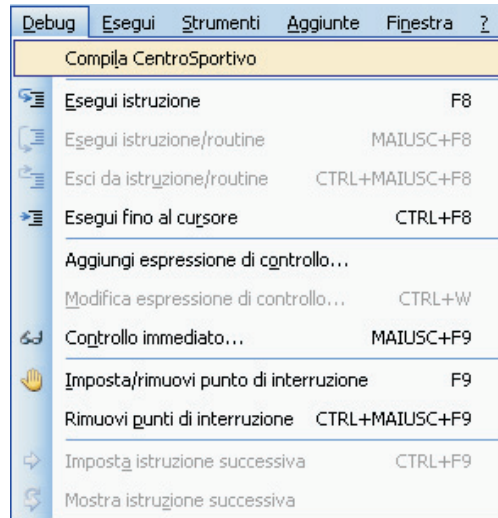 Debug Esegui Strumenti Aggiunte Finestra ?
Compila CentroSportivo
Esegui istruzione F8
Esegui istruzione/routine MAIUSC+F8
Esci da istruzione/routine CTRL+MAIUSC+F8
Esegui fino al cursore CTRL+F8
Aggiungi espressione di controllo...
Modifica espressione di controllo... CTRL+W
Controllo immediato... MAIUSC+F9
Imposta/rimuovi punto di interruzione F9
Rimuovi punti di interruzione CTRL+MAIUSC+F9
Imposta istruzione successiva CTRL+F9
Mostra istruzione successiva